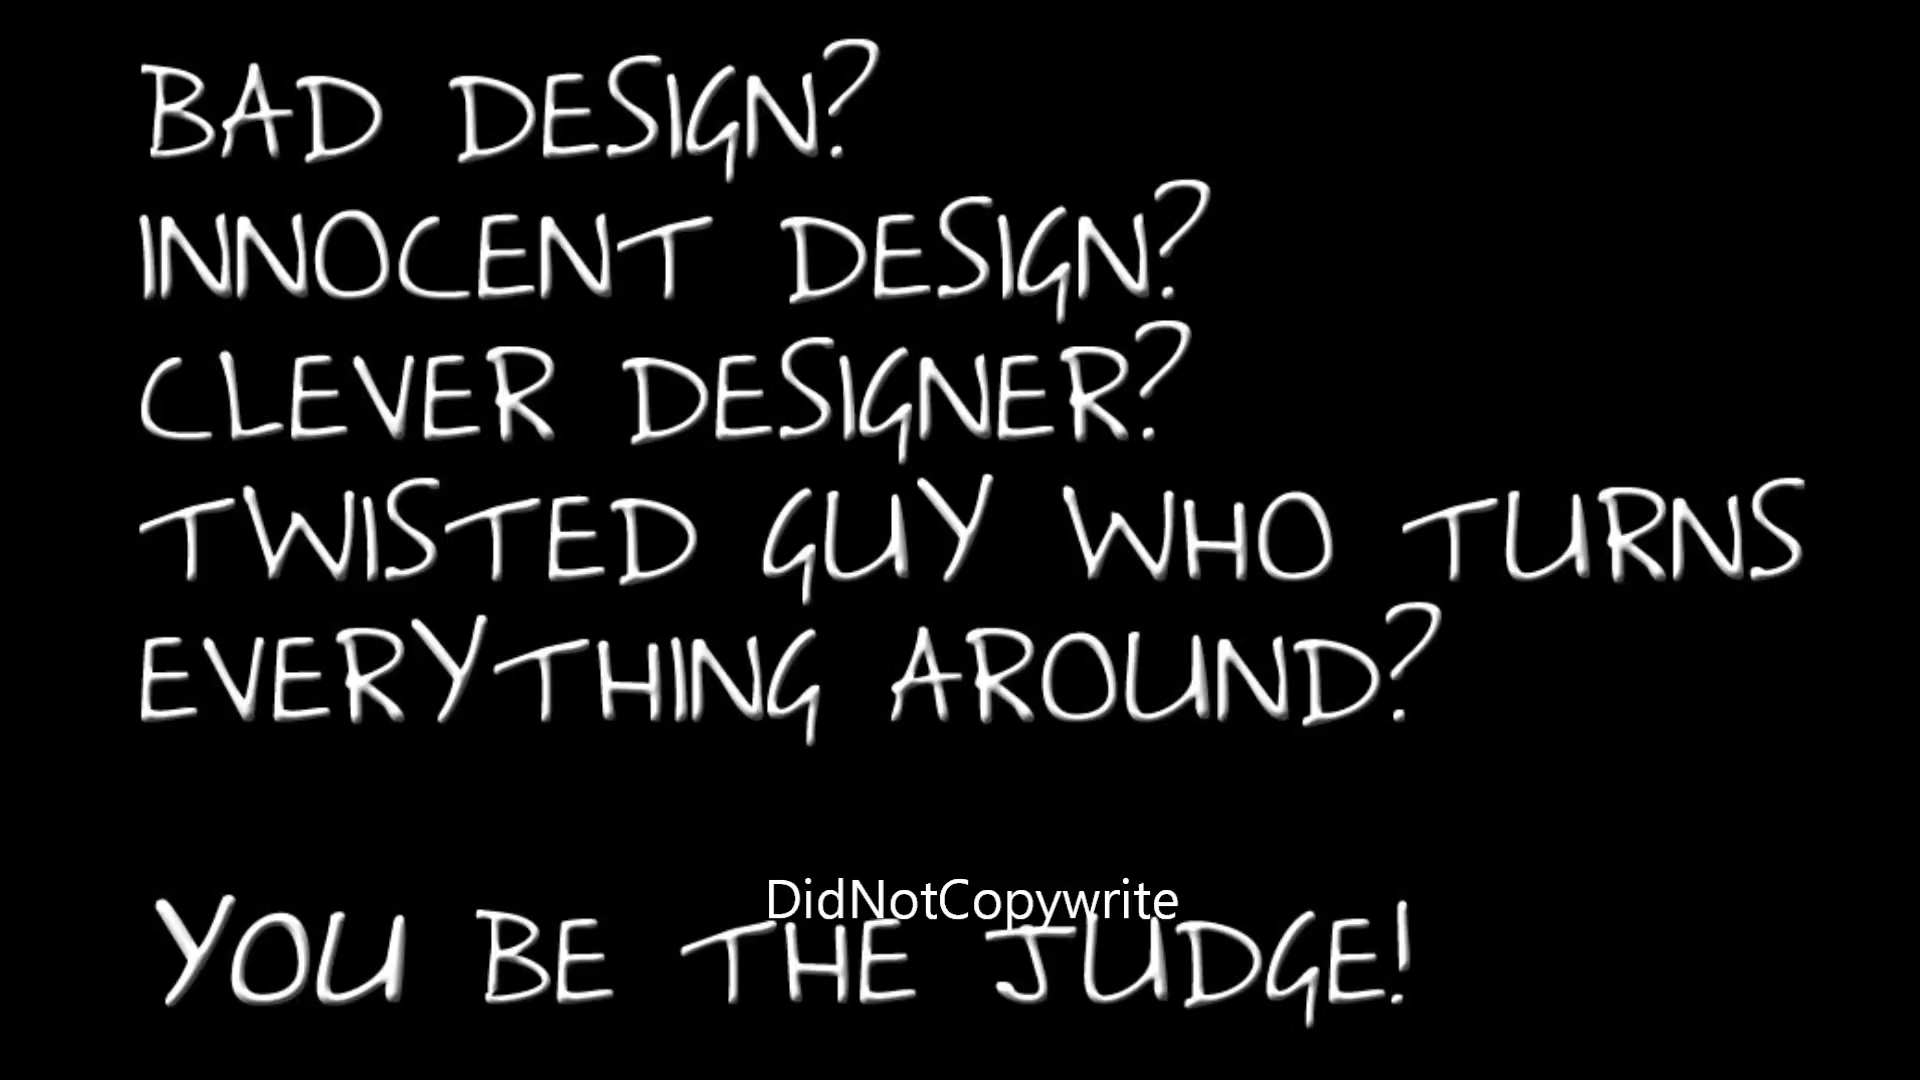 BAD DESIGN?
INNOCENT DESIGN?
CLEVER DESIGNER?
TWISTED GUY WHO TURNS
EVERYTHING AROUND?
DidNotCopywrite
YOU BE THE JUDGE!